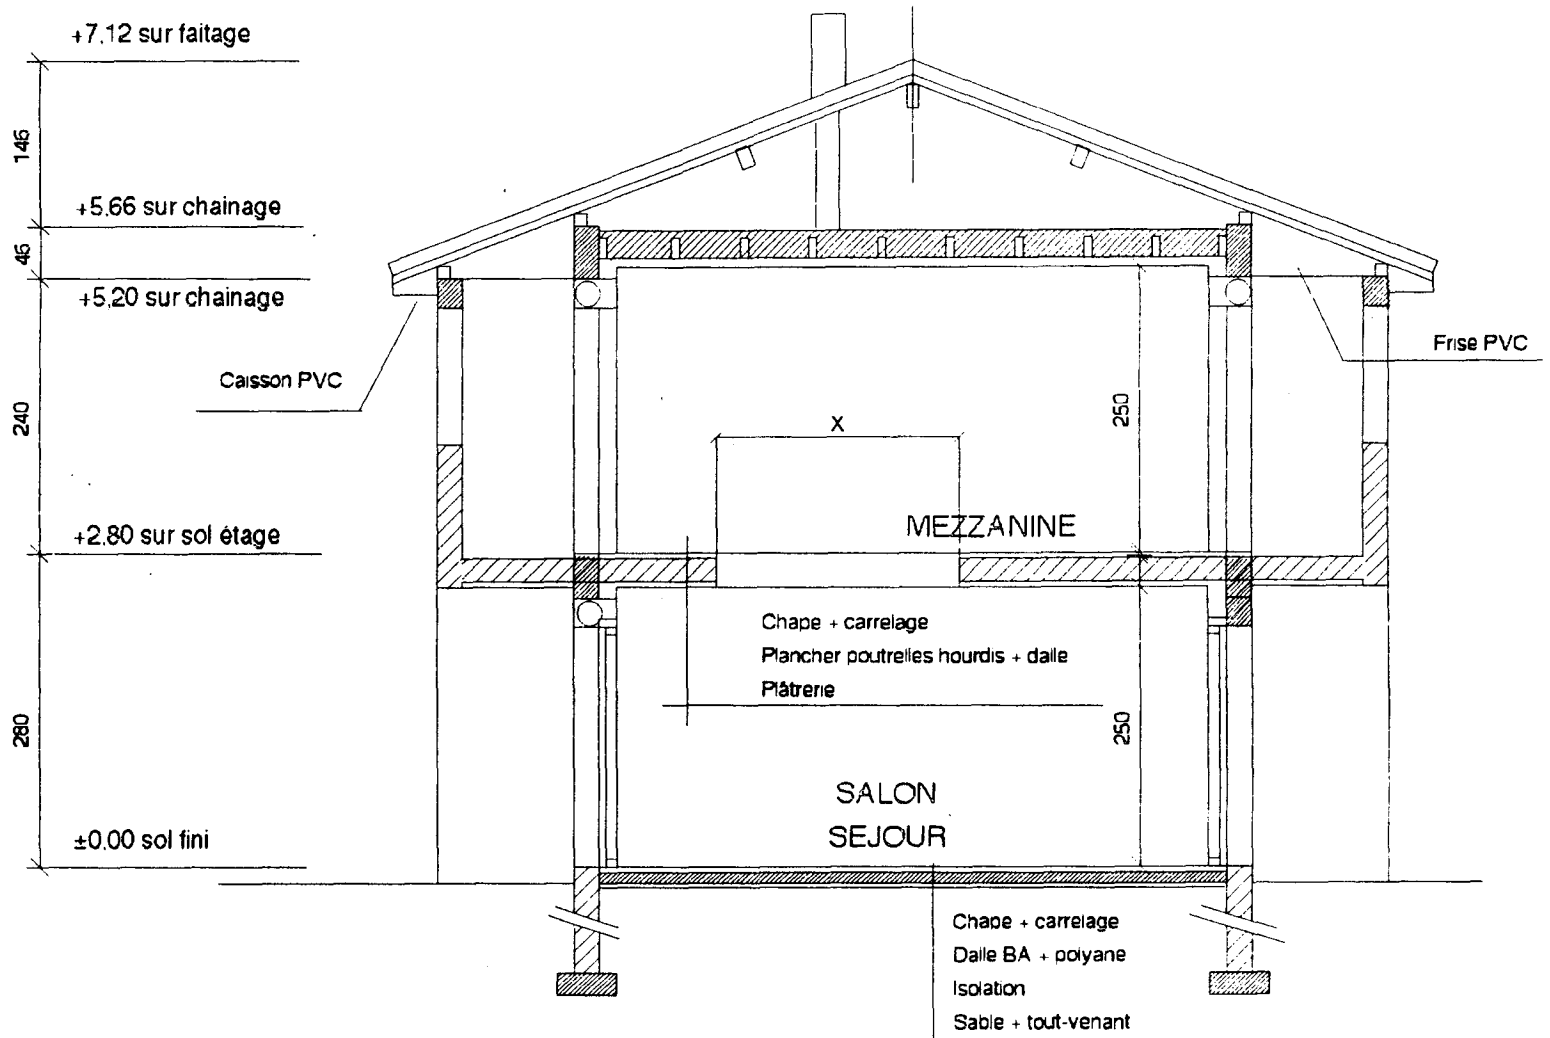 +7,12 sur faitage
146
+5.66 sur chainage
46
+5,20 sur chainage
Frise PVC
Caisson PVC
240
250
X
MEZZANINE
+2.80 sur sol étage
Chape + carrelage
Plancher poutrelles hourdis + dalle
Plâtrerie
280
250
SALON
SEJOUR
±0.00 sol fini
Chape + carrelage
Dalle BA + polyane
Isolation
Sable + tout-venant